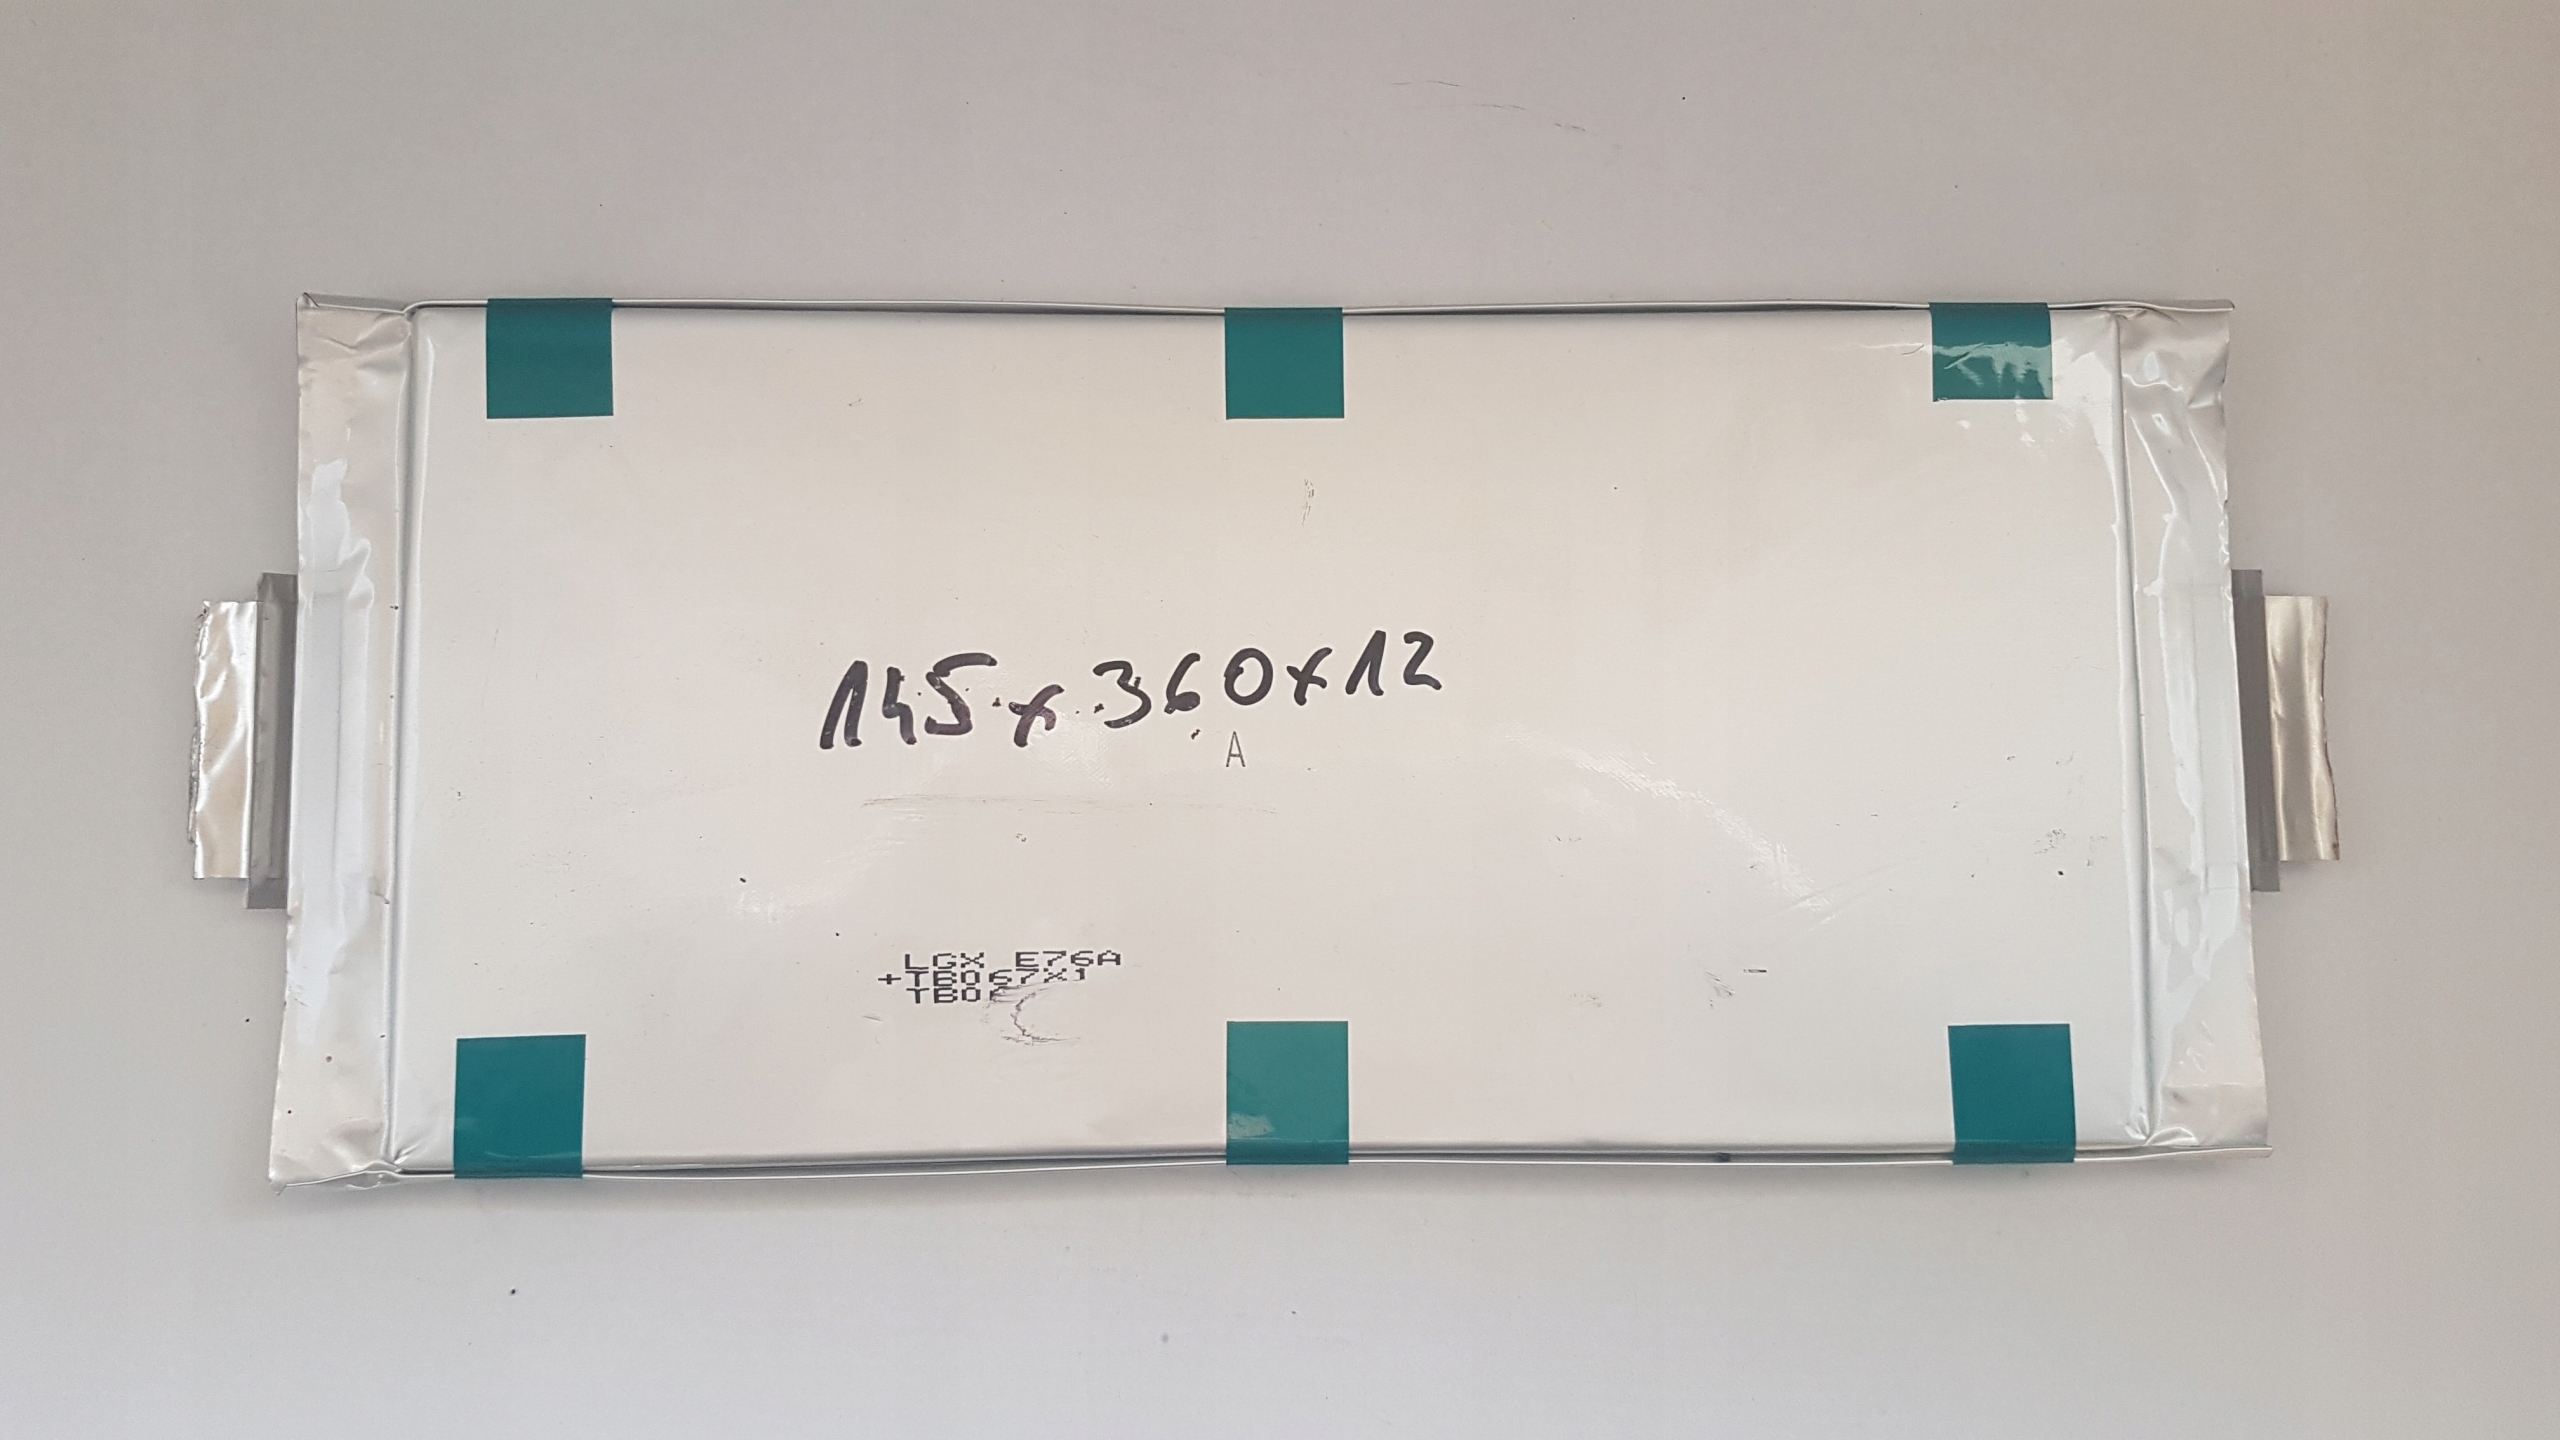 145x360x12
A
LGX E76A
+TB067X1